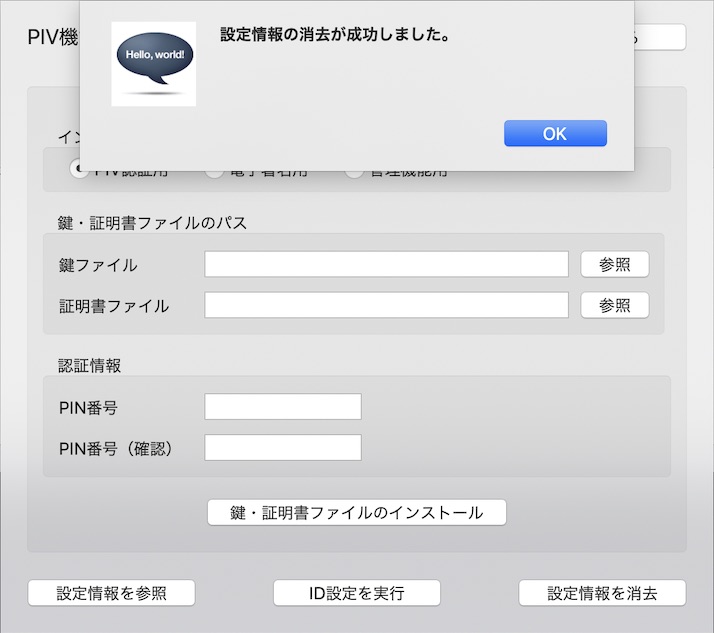 設定情報の消去が成功しました。
Hello, world!
OK
PIV機
る
イン
PIV認証用
電子署名用
管理機能用
鍵・証明書ファイルのパス
鍵ファイル
参照
証明書ファイル
参照
認証情報
PIN番号
PIN番号（確認）
鍵・証明書ファイルのインストール
設定情報を参照
ID設定を実行
設定情報を消去